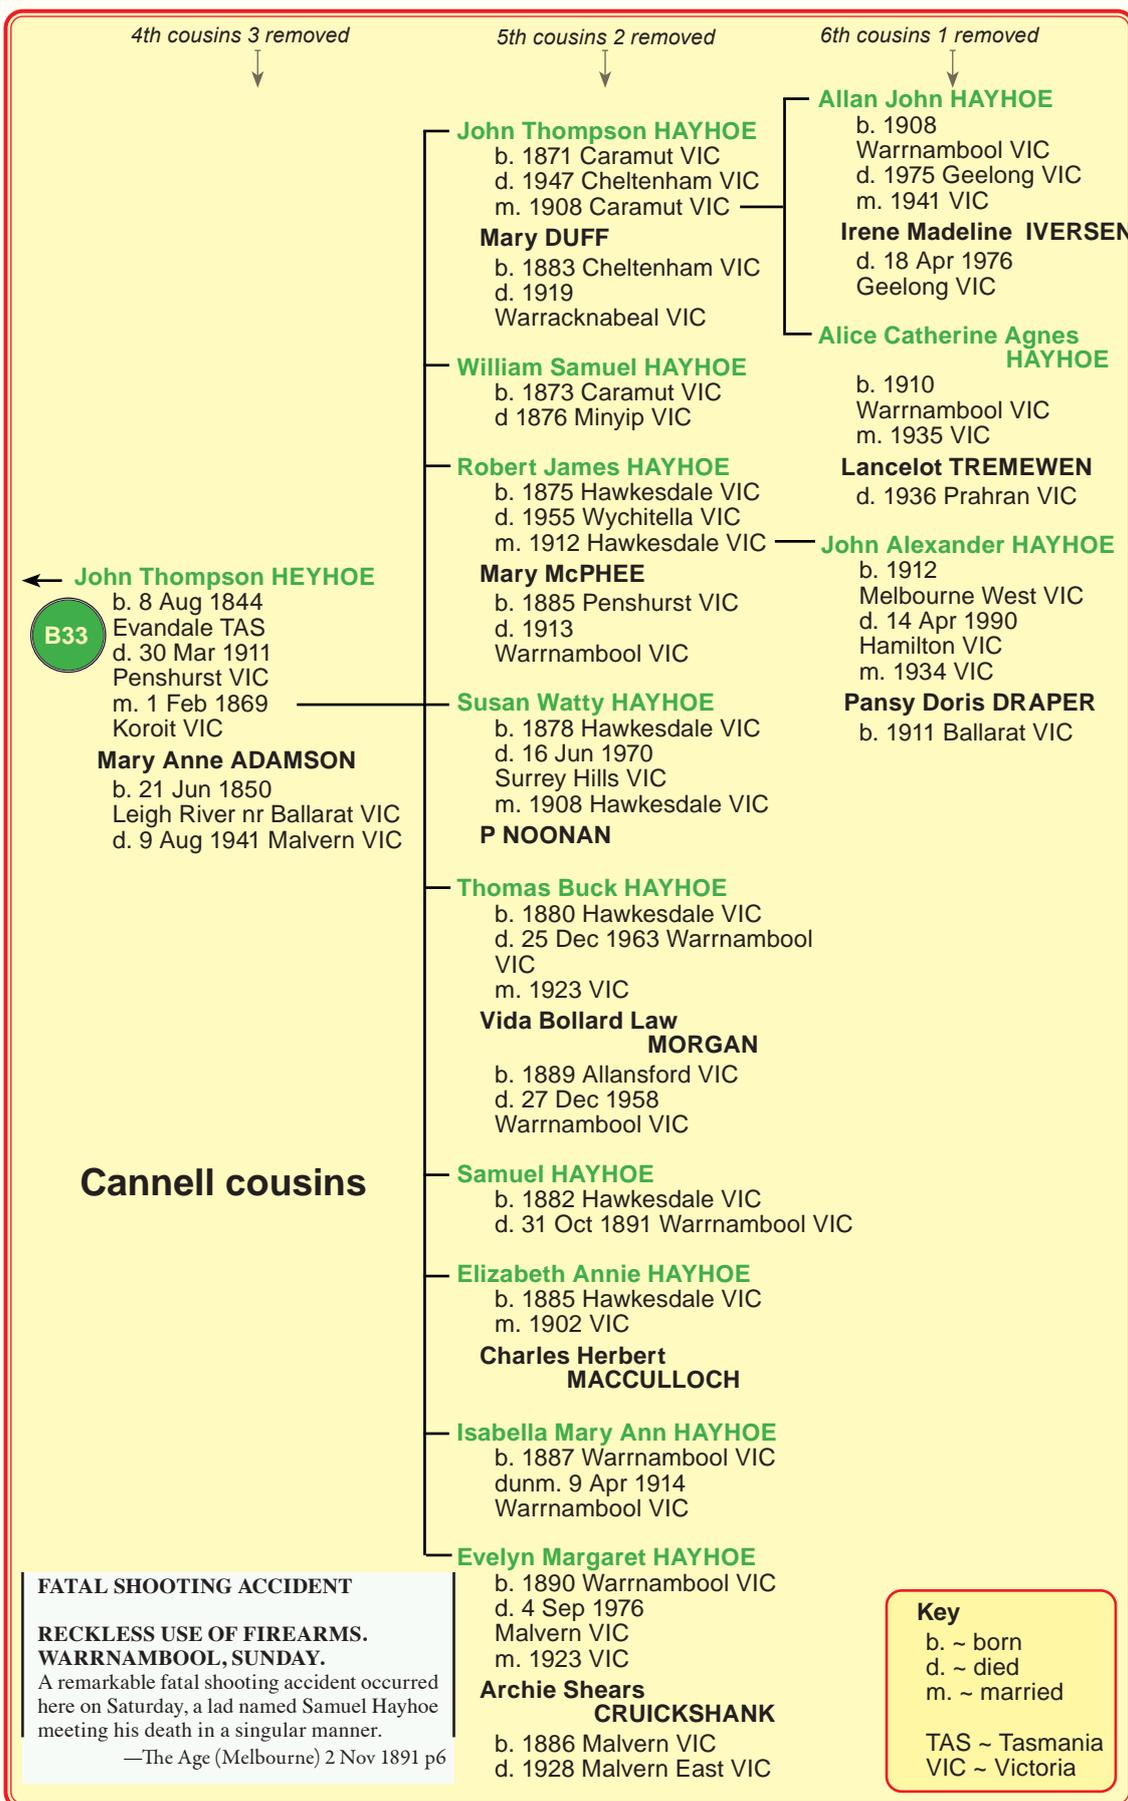 4th cousins 3 removed
5th cousins 2 removed
6th cousins 1 removed
John Thompson HEYHOE
B33
b. 8 Aug 1844
Evandale TAS
d. 30 Mar 1911
Penshurst VIC
m. 1 Feb 1869
Koroit VIC
Mary Anne ADAMSON
b. 21 Jun 1850
Leigh River nr Ballarat VIC
d. 9 Aug 1941 Malvern VIC
Cannell cousins
FATAL SHOOTING ACCIDENT
RECKLESS USE OF FIREARMS.
WARRNAMBOOL, SUNDAY.
A remarkable fatal shooting accident occurred
here on Saturday, a lad named Samuel Hayhoe
meeting his death in a singular manner.
—The Age (Melbourne) 2 Nov 1891 p6
John Thompson HAYHOE
b. 1871 Caramut VIC
d. 1947 Cheltenham VIC
m. 1908 Caramut VIC
Mary DUFF
b. 1883 Cheltenham VIC
d. 1919
Warracknabeal VIC
William Samuel HAYHOE
b. 1873 Caramut VIC
d 1876 Minyip VIC
Robert James HAYHOE
b. 1875 Hawkesdale VIC
d. 1955 Wychitella VIC
m. 1912 Hawkesdale VIC
Mary McPHEE
b. 1885 Penshurst VIC
d. 1913
Warrnambool VIC
Susan Watty HAYHOE
b. 1878 Hawkesdale VIC
d. 16 Jun 1970
Surrey Hills VIC
m. 1908 Hawkesdale VIC
P NOONAN
Thomas Buck HAYHOE
b. 1880 Hawkesdale VIC
d. 25 Dec 1963 Warrnambool
VIC
m. 1923 VIC
Vida Bollard Law
MORGAN
b. 1889 Allansford VIC
d. 27 Dec 1958
Warrnambool VIC
Samuel HAYHOE
b. 1882 Hawkesdale VIC
d. 31 Oct 1891 Warrnambool VIC
Elizabeth Annie HAYHOE
b. 1885 Hawkesdale VIC
m. 1902 VIC
Charles Herbert
MACCULLOCH
Isabella Mary Ann HAYHOE
b. 1887 Warrnambool VIC
dunm. 9 Apr 1914
Warrnambool VIC
Evelyn Margaret HAYHOE
b. 1890 Warrnambool VIC
d. 4 Sep 1976
Malvern VIC
m. 1923 VIC
Archie Shears
CRUICKSHANK
b. 1886 Malvern VIC
d. 1928 Malvern East VIC
Allan John HAYHOE
b. 1908
Warrnambool VIC
d. 1975 Geelong VIC
m. 1941 VIC
Irene Madeline IVERSEN
d. 18 Apr 1976
Geelong VIC
Alice Catherine Agnes
HAYHOE
b. 1910
Warrnambool VIC
m. 1935 VIC
Lancelot TREMEWEN
d. 1936 Prahran VIC
John Alexander HAYHOE
b. 1912
Melbourne West VIC
d. 14 Apr 1990
Hamilton VIC
m. 1934 VIC
Pansy Doris DRAPER
b. 1911 Ballarat VIC
Key
b. ~ born
d. ~ died
m. ~ married
TAS ~ Tasmania
VIC ~ Victoria